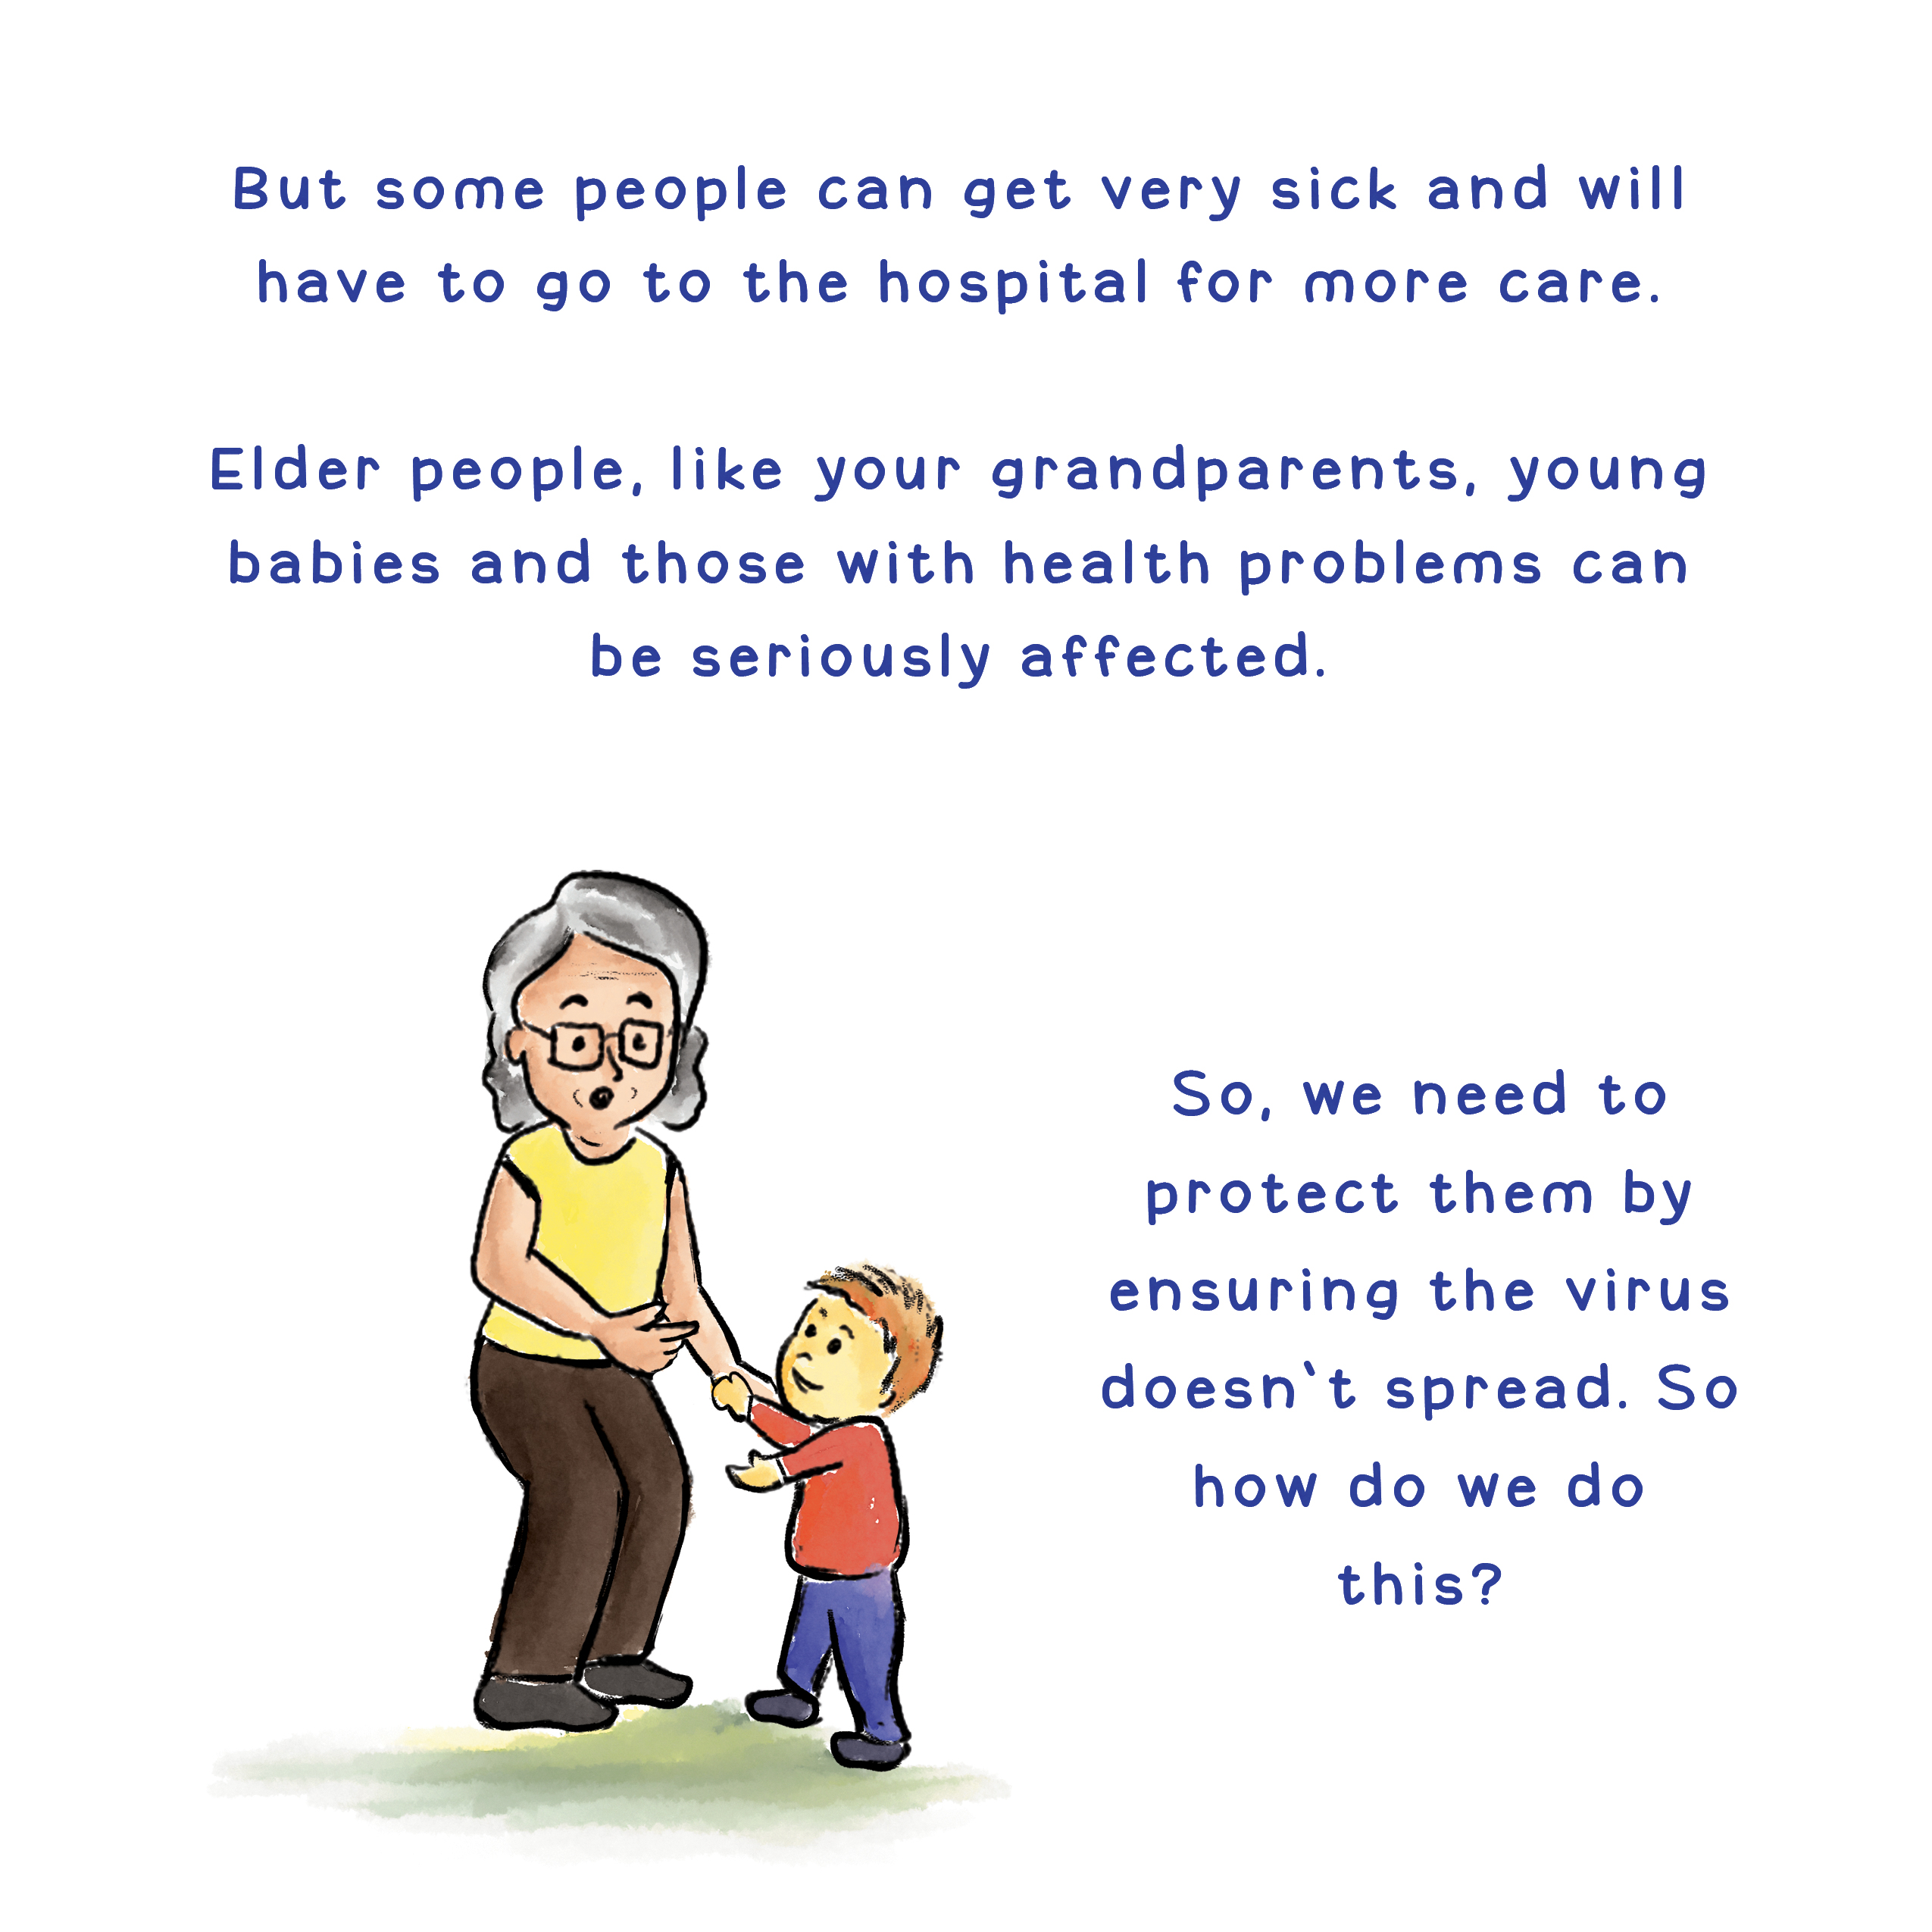 But some people can get very sick and will
have to go to the hospital for more care.
Elder people, like your grandparents, young
babies and those with health problems can
be seriously affected.
So, we need to
protect them by
ensuring the virus
doesn`t spread. So
how do we do
this?